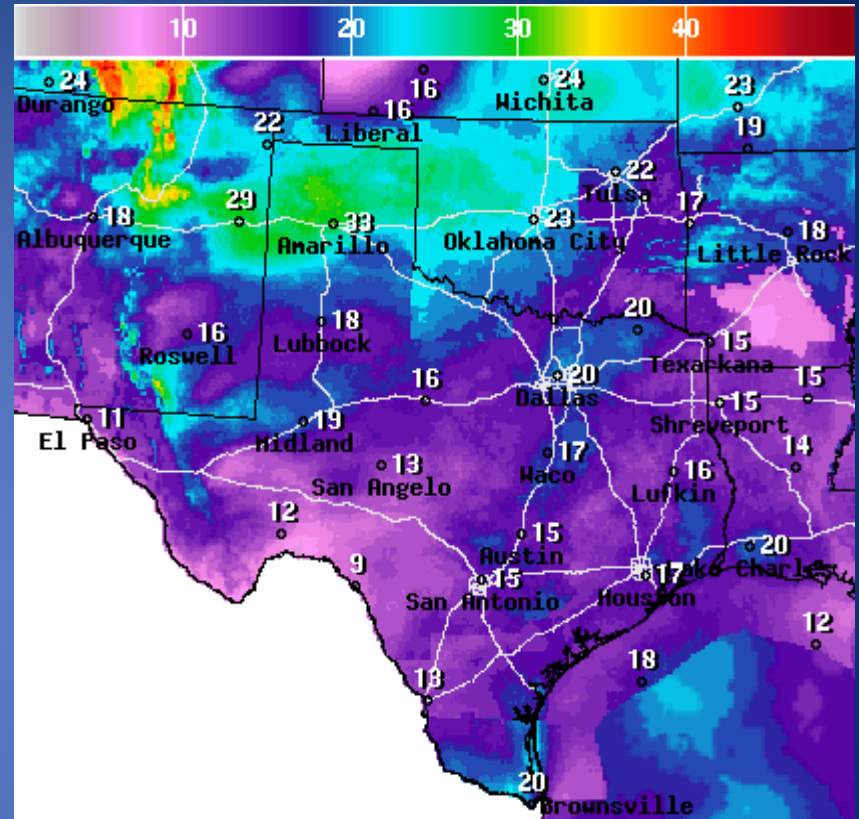 10 20 30 40
24 16 24 23
Durango Wichita
16
Liberal
22 19
22
Tulsa
18 29 33 23 17 18
Albuquerque Amarillo Oklahoma City Little Rock
16 18 20
Roswell Lubbock
15
Texarkana
20
Dallas
16 15 15
Shreveport
11 19
El Paso Midland
17 14
Waco
13 16
San Angelo Lufkin
12 15 20
Austin Lake Charles
9 15 17
San Antonio Houston
12
18
13
20
Brownsville